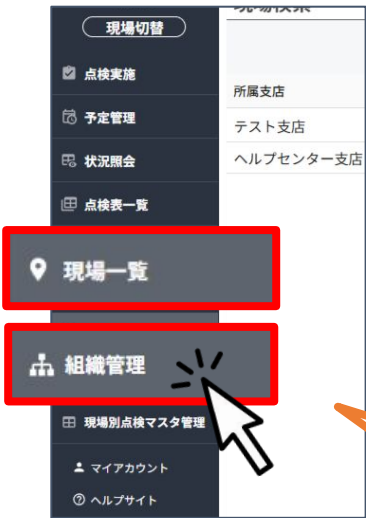 現場切替
点検実施
所属支店
予定管理
テスト支店
状況照会
ヘルプセンター支店
点検表一覧
現場一覧
組織管理
現場別点検マスタ管理
マイアカウント
ヘルプサイト